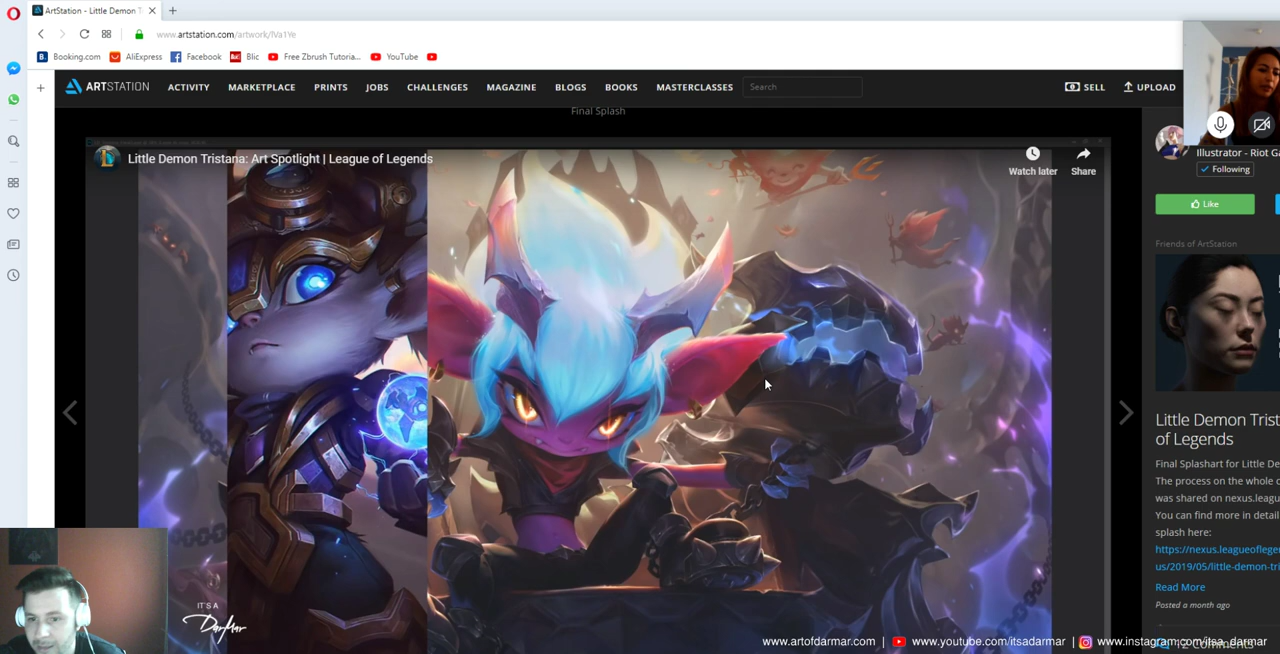 ArtStation - Little Demon T
www.artstation.com/artwork/
Booking.com AliExpress Facebook Blic Free Zbrush Tutoria... YouTube
ARTSTATION ACTIVITY MARKETPLACE PRINTS JOBS CHALLENGES MAGAZINE BLOGS BOOKS MASTERCLASSES Search SELL UPLOAD
Final Splash
Little Demon Tristana: Art Spotlight | League of Legends
Watch later
Share
Illustrator - Riot Ga
Following
Like
Friends of ArtStation
Little Demon Trist
of Legends
Final Splashart for Little De
The process on the whole c
was shared on nexus.leagu
You can find more in detail
splash here:
https://nexus.leagueoflege
us/2019/05/little-demon-tri
Read More
Posted a month ago
12 Comments
IT'S A
DarMar
www.artofdarmar.com | www.youtube.com/itsadarmar | www.instagram.com/itsa_darmar